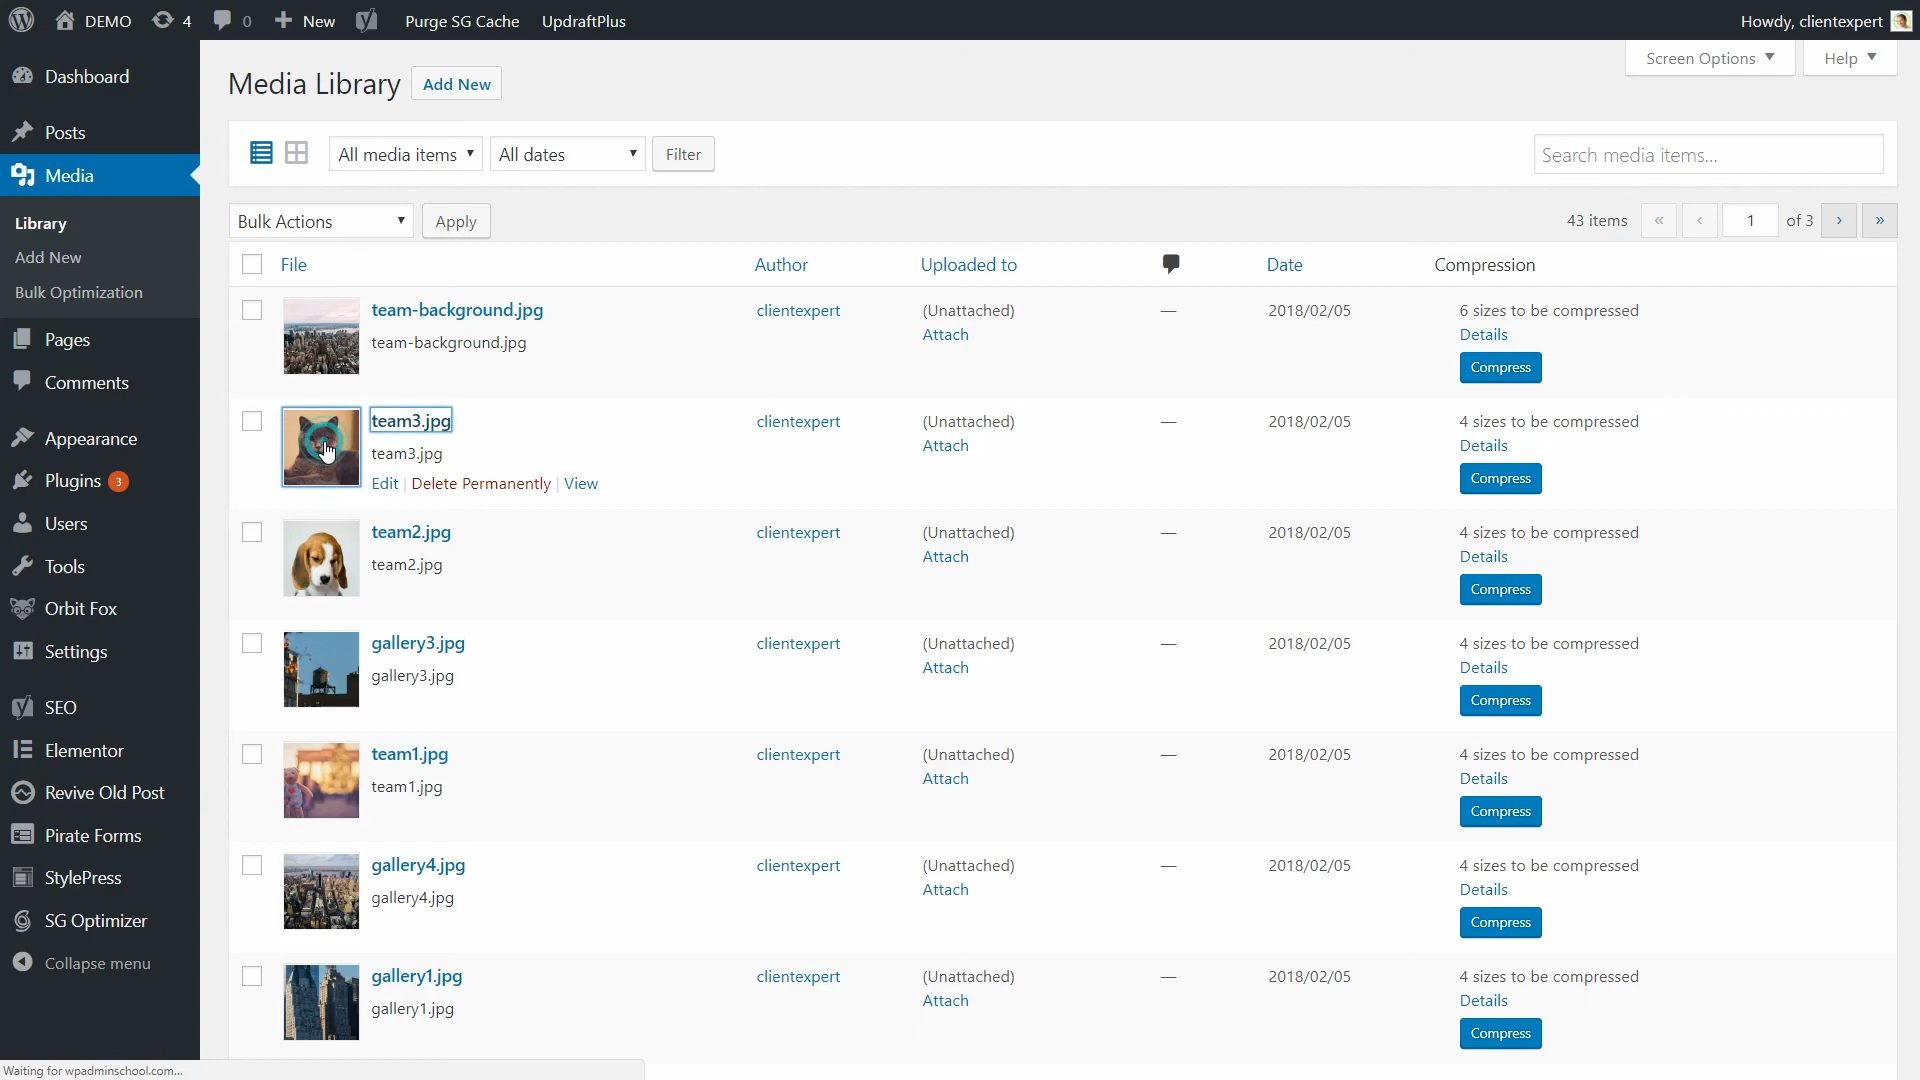 DEMO 4 0 New Purge SG Cache UpdraftPlus Howdy, clientexpert
Screen Options Help
Dashboard
Posts
Media
Library
Add New
Bulk Optimization
Pages
Comments
Appearance
Plugins 3
Users
Tools
Orbit Fox
Settings
SEO
Elementor
Revive Old Post
Pirate Forms
StylePress
SG Optimizer
Collapse menu
Media Library Add New
All media items All dates Filter Search media items...
Bulk Actions Apply 43 items « ‹ 1 of 3 › »
File Author Uploaded to Date Compression
team-background.jpg clientexpert (Unattached) — 2018/02/05 6 sizes to be compressed
team-background.jpg Attach Details
Compress
team3.jpg clientexpert (Unattached) — 2018/02/05 4 sizes to be compressed
team3.jpg Attach Details
Edit | Delete Permanently | View Compress
team2.jpg clientexpert (Unattached) — 2018/02/05 4 sizes to be compressed
team2.jpg Attach Details
Compress
gallery3.jpg clientexpert (Unattached) — 2018/02/05 4 sizes to be compressed
gallery3.jpg Attach Details
Compress
team1.jpg clientexpert (Unattached) — 2018/02/05 4 sizes to be compressed
team1.jpg Attach Details
Compress
gallery4.jpg clientexpert (Unattached) — 2018/02/05 4 sizes to be compressed
gallery4.jpg Attach Details
Compress
gallery1.jpg clientexpert (Unattached) — 2018/02/05 4 sizes to be compressed
gallery1.jpg Attach Details
Compress
Waiting for wpadminschool.com...